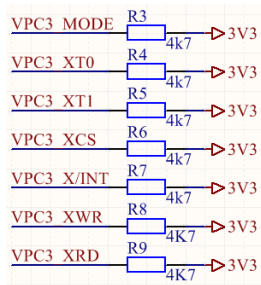 VPC3_MODE R3 4k7 3V3
VPC3_XT0 R4 4k7 3V3
VPC3_XT1 R5 4k7 3V3
VPC3_XCS R6 4k7 3V3
VPC3_X/INT R7 4k7 3V3
VPC3_XWR R8 4K7 3V3
VPC3_XRD R9 4K7 3V3